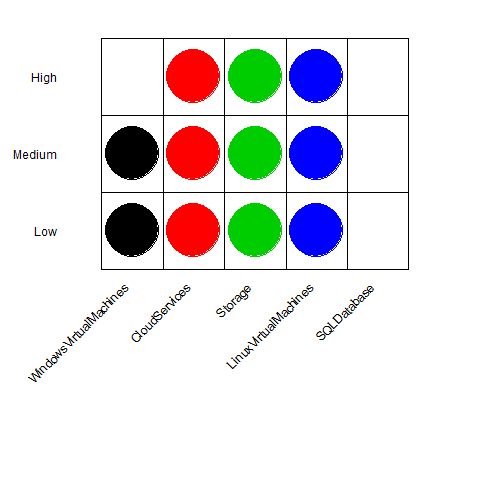 High
Medium
Low
WindowsVirtualMachines
CloudServices
Storage
LinuxVirtualMachines
SQLDatabase